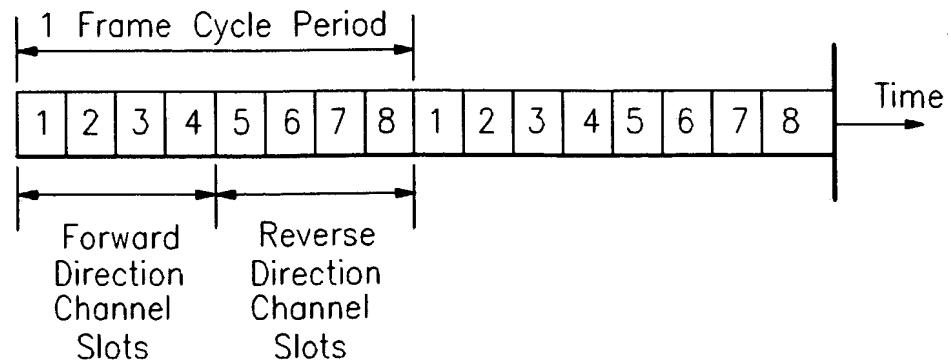 1 Frame Cycle Period
1 2 3 4 5 6 7 8 1 2 3 4 5 6 7 8
Time
Forward
Direction
Channel
Slots
Reverse
Direction
Channel
Slots